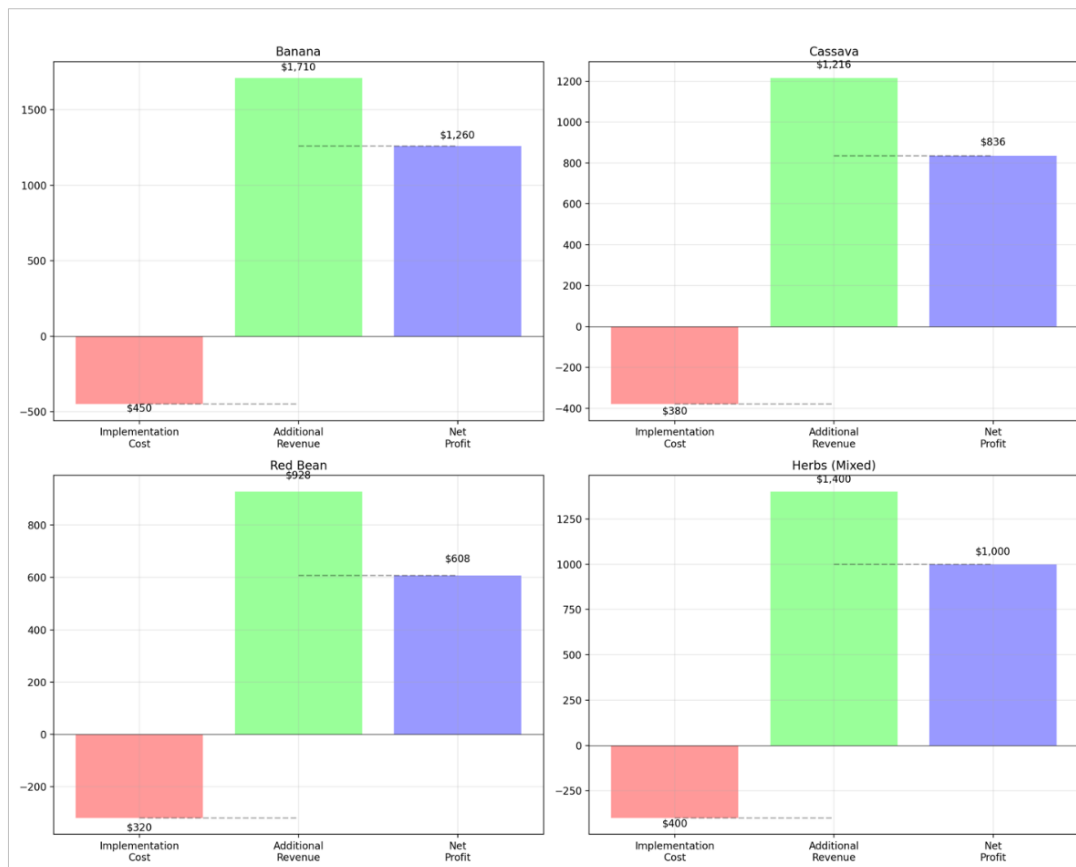 Banana
$1,710
$1,260
$450
1500
1000
500
0
−500
Implementation
Cost
Additional
Revenue
Net
Profit
Cassava
$1,216
$836
$380
1200
1000
800
600
400
200
0
−200
−400
Implementation
Cost
Additional
Revenue
Net
Profit
Red Bean
$928
$608
$320
800
600
400
200
0
−200
Implementation
Cost
Additional
Revenue
Net
Profit
Herbs (Mixed)
$1,400
$1,000
$400
1250
1000
750
500
250
0
−250
Implementation
Cost
Additional
Revenue
Net
Profit